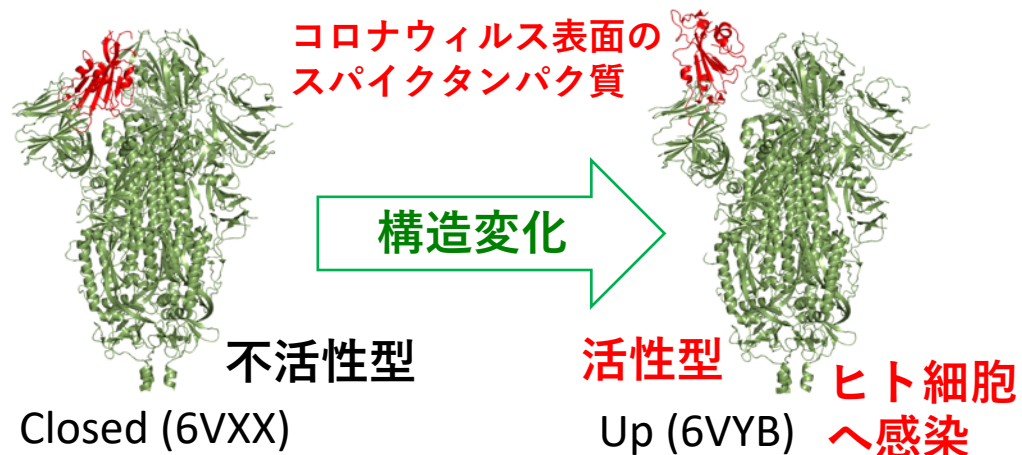 コロナウィルス表面の
スパイクタンパク質
構造変化
不活性型
活性型
Closed (6VXX)
Up (6VYB)
ヒト細胞
へ感染